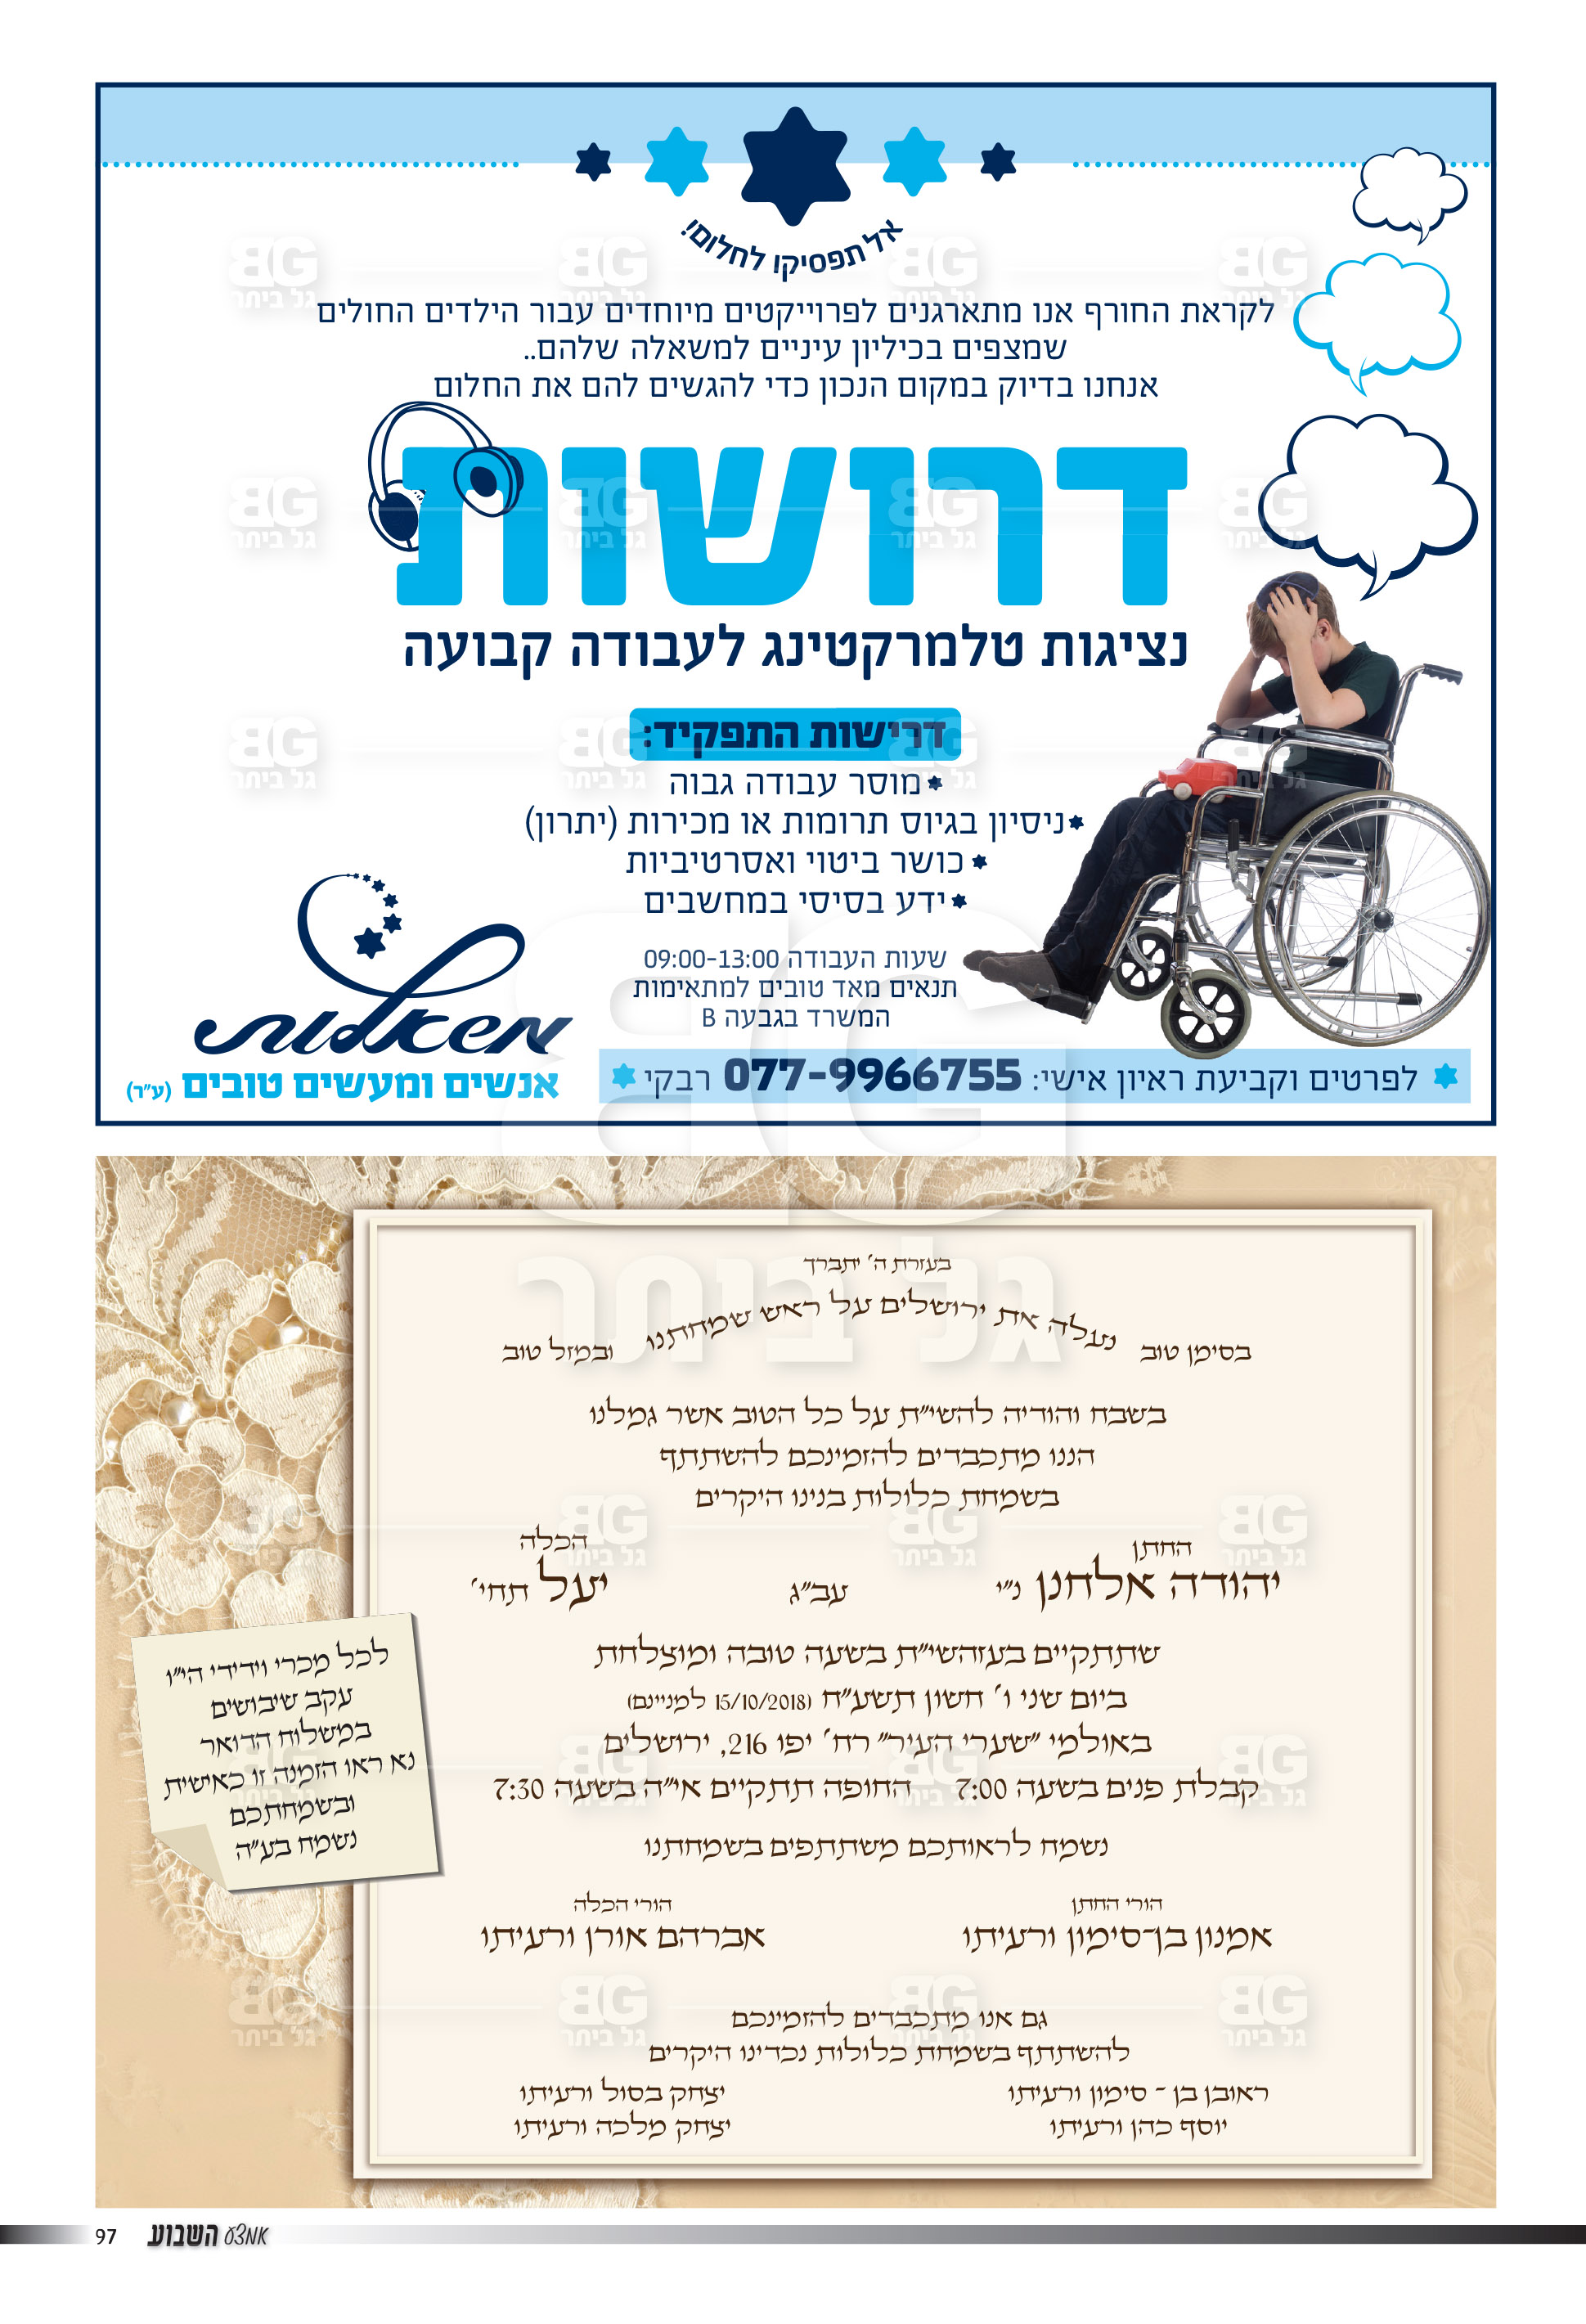 אל תפסיקו לחלום!
לקראת החורף אנו מתארגנים לפרוייקטים מיוחדים עבור הילדים החולים
שמצפים בכיליון עיניים למשאלה שלהם..
אנחנו בדיוק במקום הנכון כדי להגשים להם את החלום
דרושות
נציגות טלמרקטינג לעבודה קבועה
דרישות התפקיד:
מוסר עבודה גבוה
ניסיון בגיוס תרומות או מכירות (יתרון)
כושר ביטוי ואסרטיביות
ידע בסיסי במחשבים
שעות העבודה 09:00-13:00
תנאים מאד טובים למתאימות
המשרד בגבעה B
לפרטים וקביעת ראיון אישי: 077-9966755 רבקי
משאלות
אנשים ומעשים טובים (ע"ר)
בעזרת ה' יתברך
נעלה את ירושלים על ראש שמחתנו
בסימן טוב ובמזל טוב
בשבח והודיה להשי"ת על כל הטוב אשר גמלנו
הננו מתכבדים להזמינכם להשתתף
בשמחת כלולות בנינו היקרים
החתן הכלה
יהודה אלחנן נ"י עב"ג יעל תחי'
שתתקיים בעזהשי"ת בשעה טובה ומוצלחת
ביום שני ו' חשון תשע"ח (15/10/2018 למניינם)
באולמי "שערי העיר" רח' יפו 216, ירושלים
קבלת פנים בשעה 7:00 החופה תתקיים אי"ה בשעה 7:30
נשמח לראותכם משתתפים בשמחתנו
הורי החתן הורי הכלה
אמנון בן-סימון ורעיתו אברהם אורן ורעיתו
גם אנו מתכבדים להזמינכם
להשתתף בשמחת כלולות נכדינו היקרים
ראובן בן - סימון ורעיתו יצחק בסול ורעיתו
יוסף כהן ורעיתו יצחק מלכה ורעיתו
לכל מכרי וידידי הי"ו
עקב שיבושים
במשלוח הדואר
נא ראו הזמנה זו כאישית
ובשמחתכם
נשמח בע"ה
אמצע השבוע 97
BG
גל ביתר